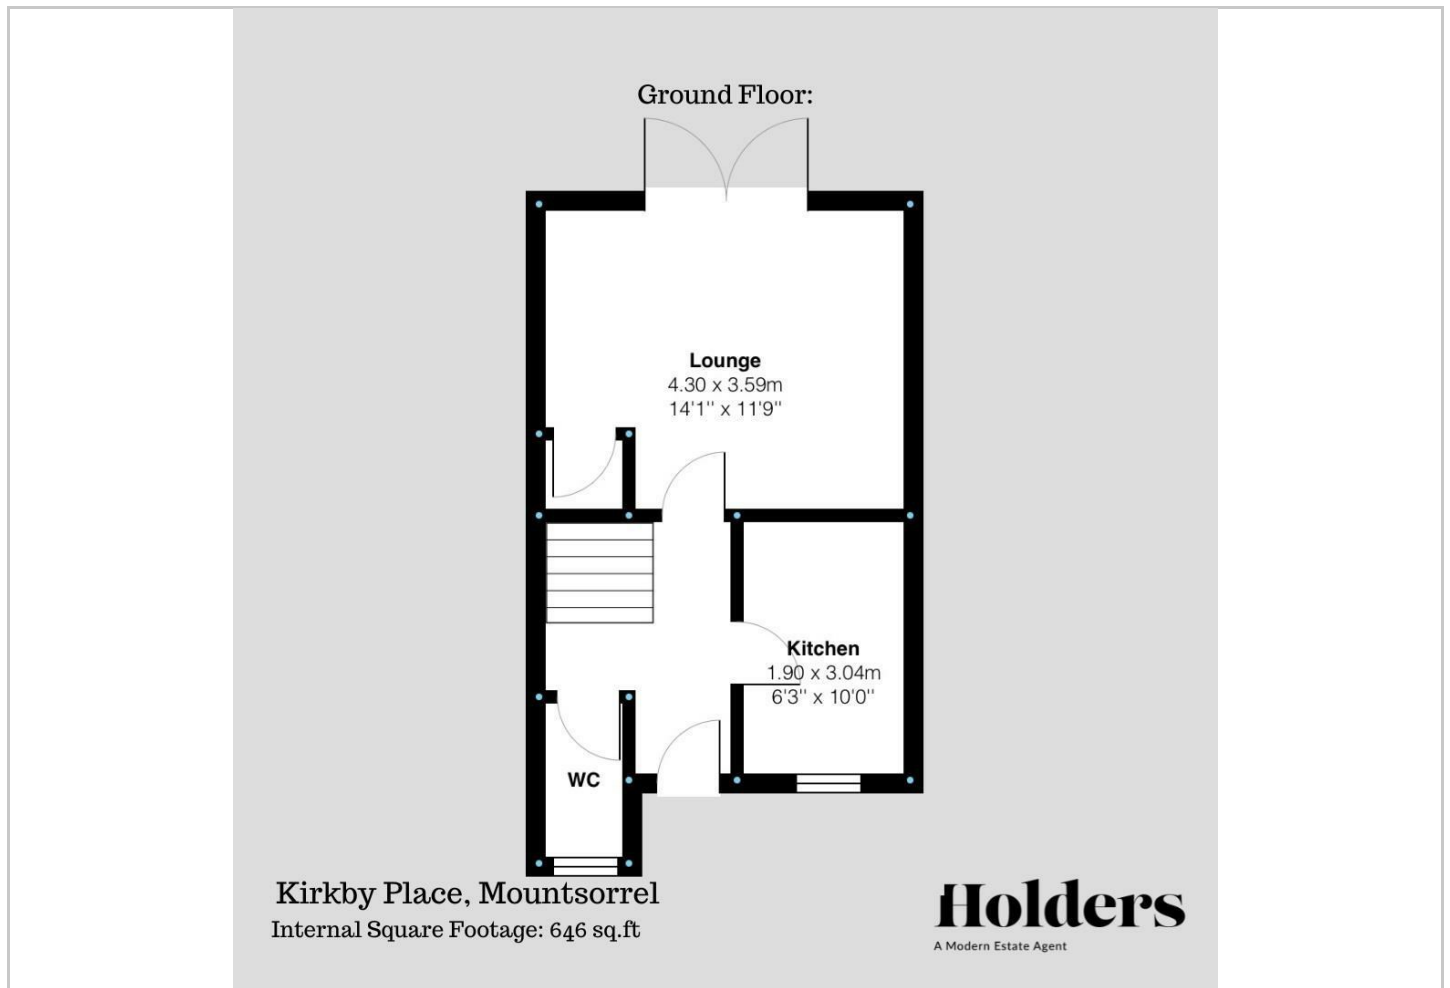 Ground Floor:
Lounge
4.30 x 3.59m
14'1'' x 11'9''
Kitchen
1.90 x 3.04m
6'3'' x 10'0''
WC
Kirkby Place, Mountsorrel
Internal Square Footage: 646 sq.ft
Holders
A Modern Estate Agent